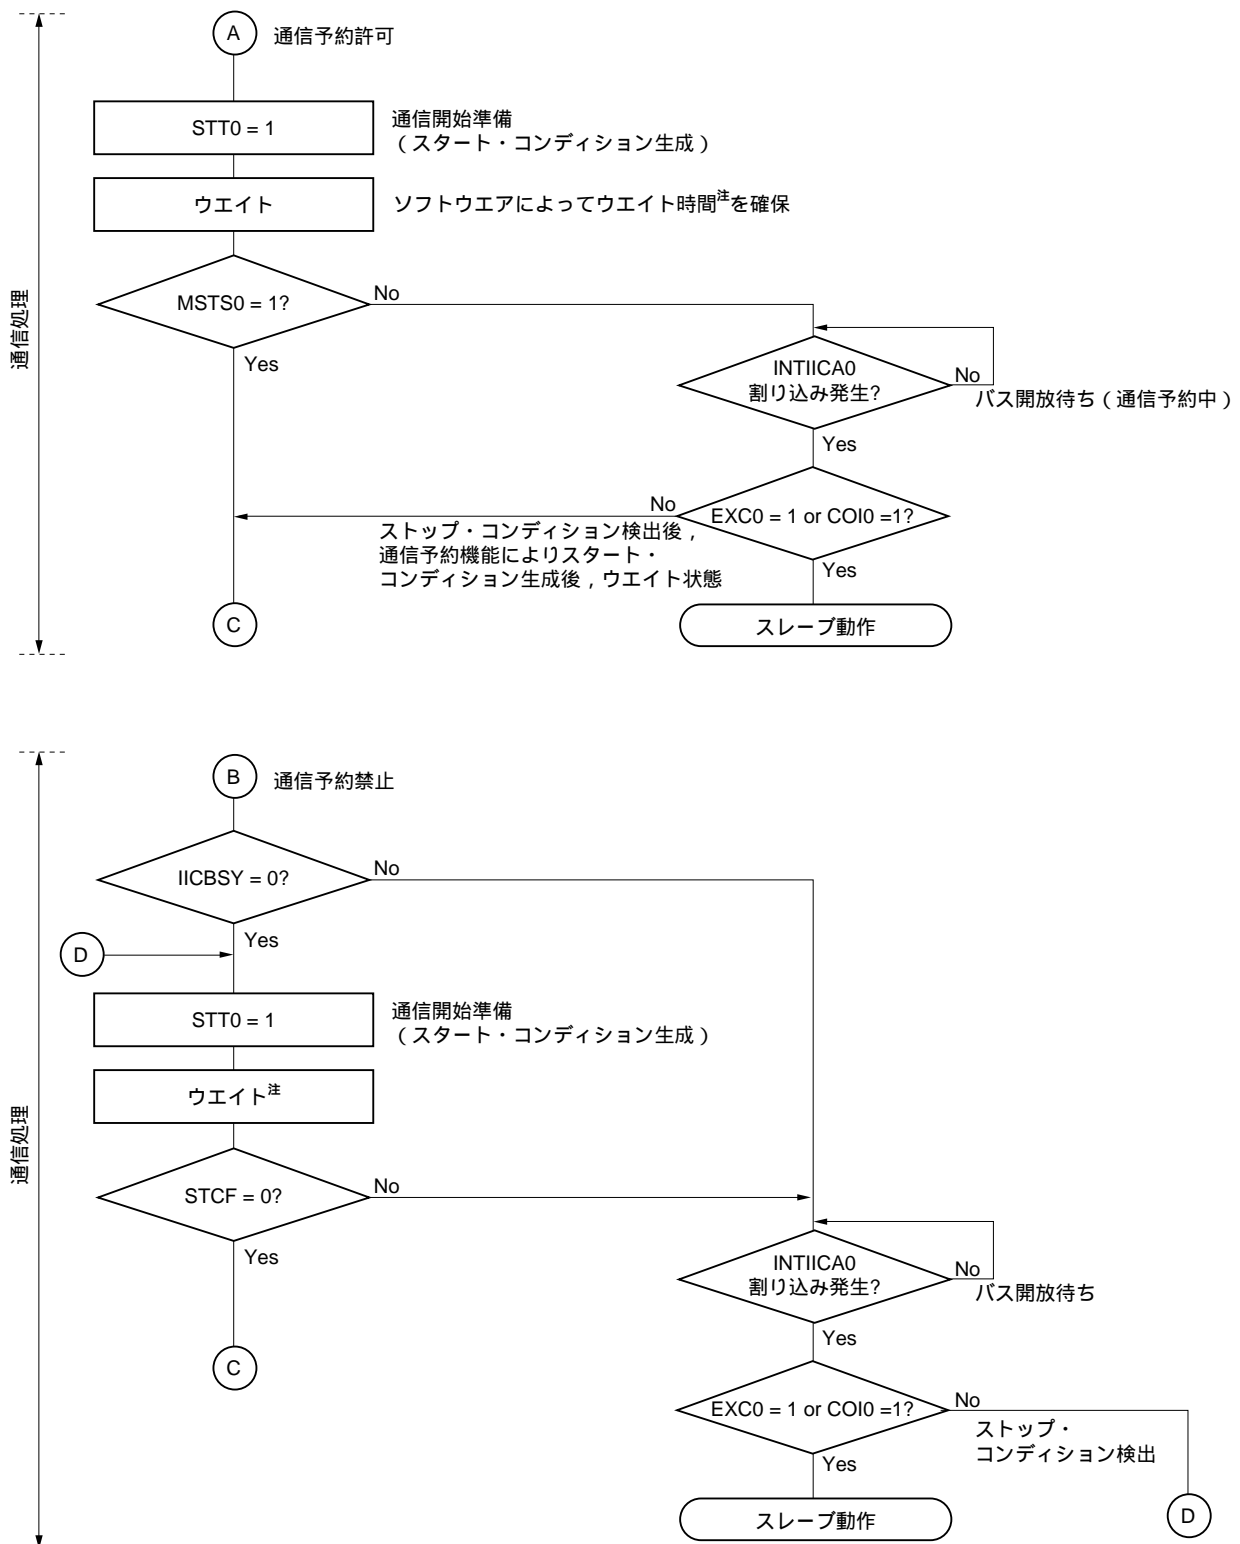 A 通信予約許可
STT0 = 1
通信開始準備
（スタート・コンディション生成）
ウエイト
ソフトウエアによってウエイト時間注を確保
MSTS0 = 1?
No
Yes
INTIICA0
割り込み発生?
No
バス開放待ち（通信予約中）
Yes
EXC0 = 1 or COI0 =1?
No
ストップ・コンディション検出後，
通信予約機能によりスタート・
コンディション生成後，ウエイト状態
Yes
C
スレーブ動作
通信処理
B 通信予約禁止
IICBSY = 0?
No
Yes
D
STT0 = 1
通信開始準備
（スタート・コンディション生成）
ウエイト注
STCF = 0?
No
Yes
INTIICA0
割り込み発生?
No
バス開放待ち
Yes
C
EXC0 = 1 or COI0 =1?
No
ストップ・
コンディション検出
Yes
スレーブ動作
D
通信処理